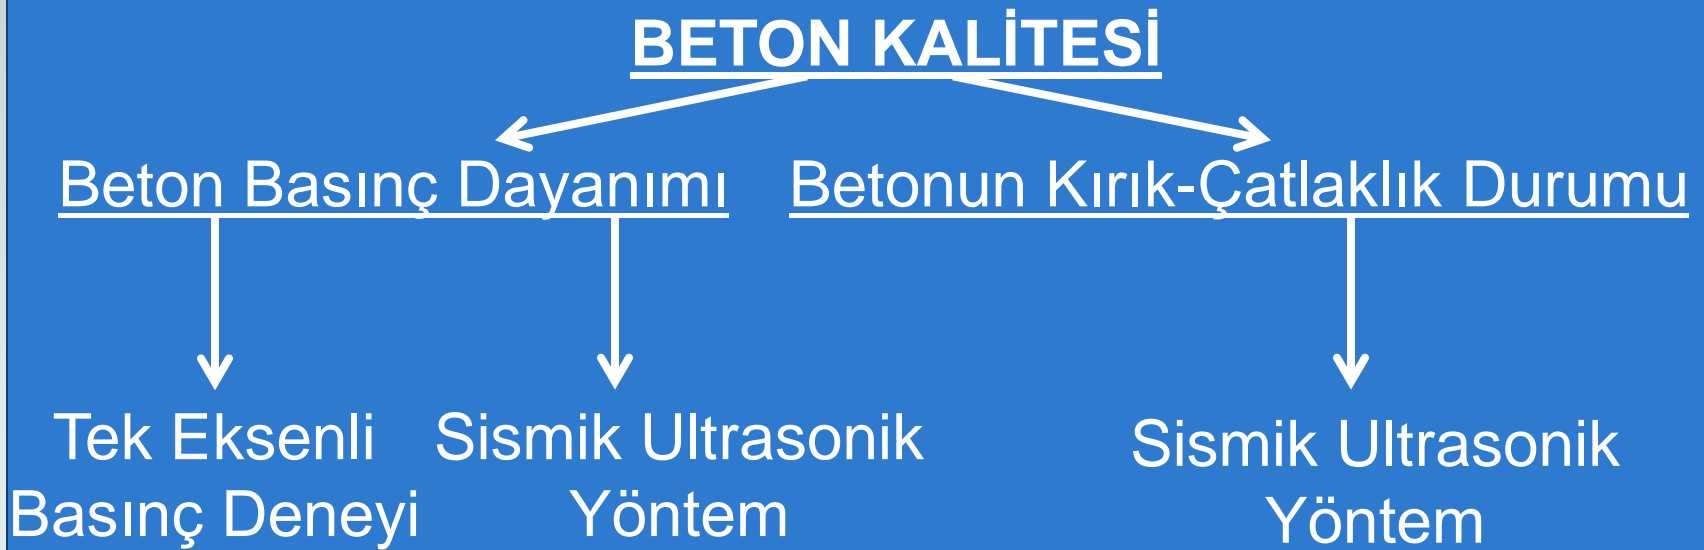 BETON KALİTESİ
Beton Basınç Dayanımı
Betonun Kırık-Çatlaklık Durumu
Tek Eksenli
Basınç Deneyi
Sismik Ultrasonik
Yöntem
Sismik Ultrasonik
Yöntem